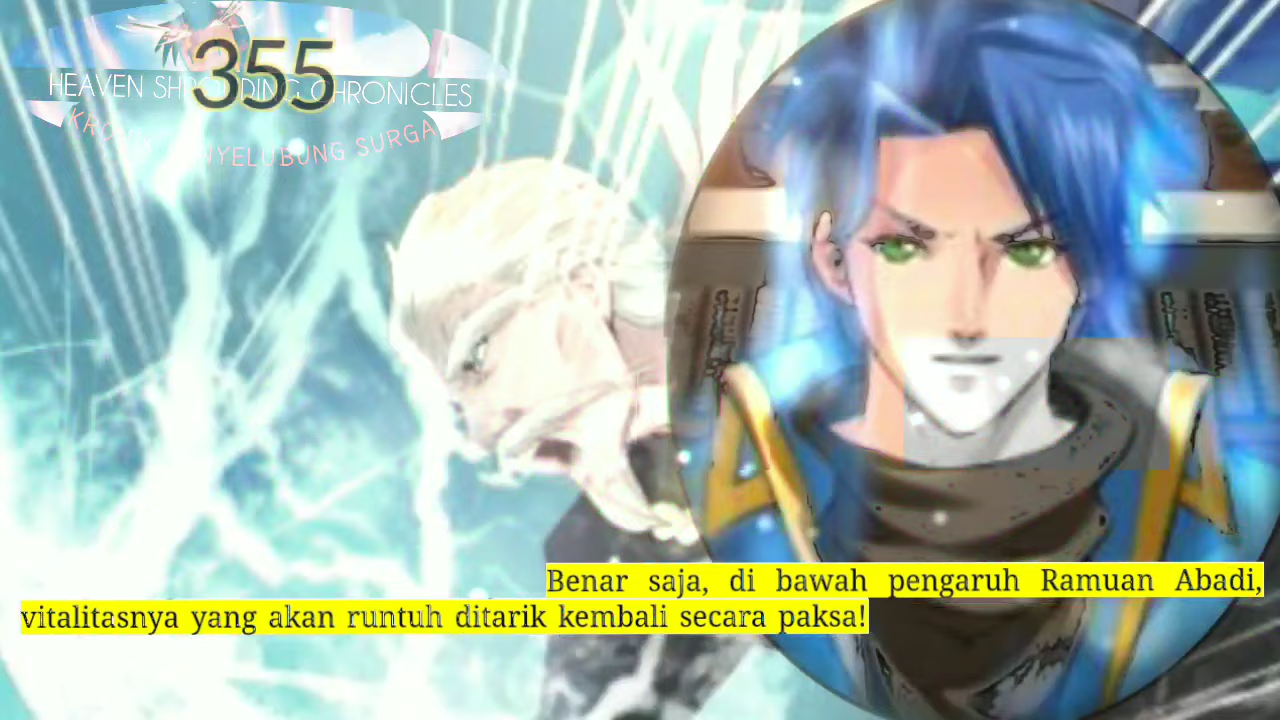 355
HEAVEN SHROUDING CHRONICLES
SURGA
Benar saja, di bawah pengaruh Ramuan Abadi,
vitalitasnya yang akan runtuh ditarik kembali secara paksa!